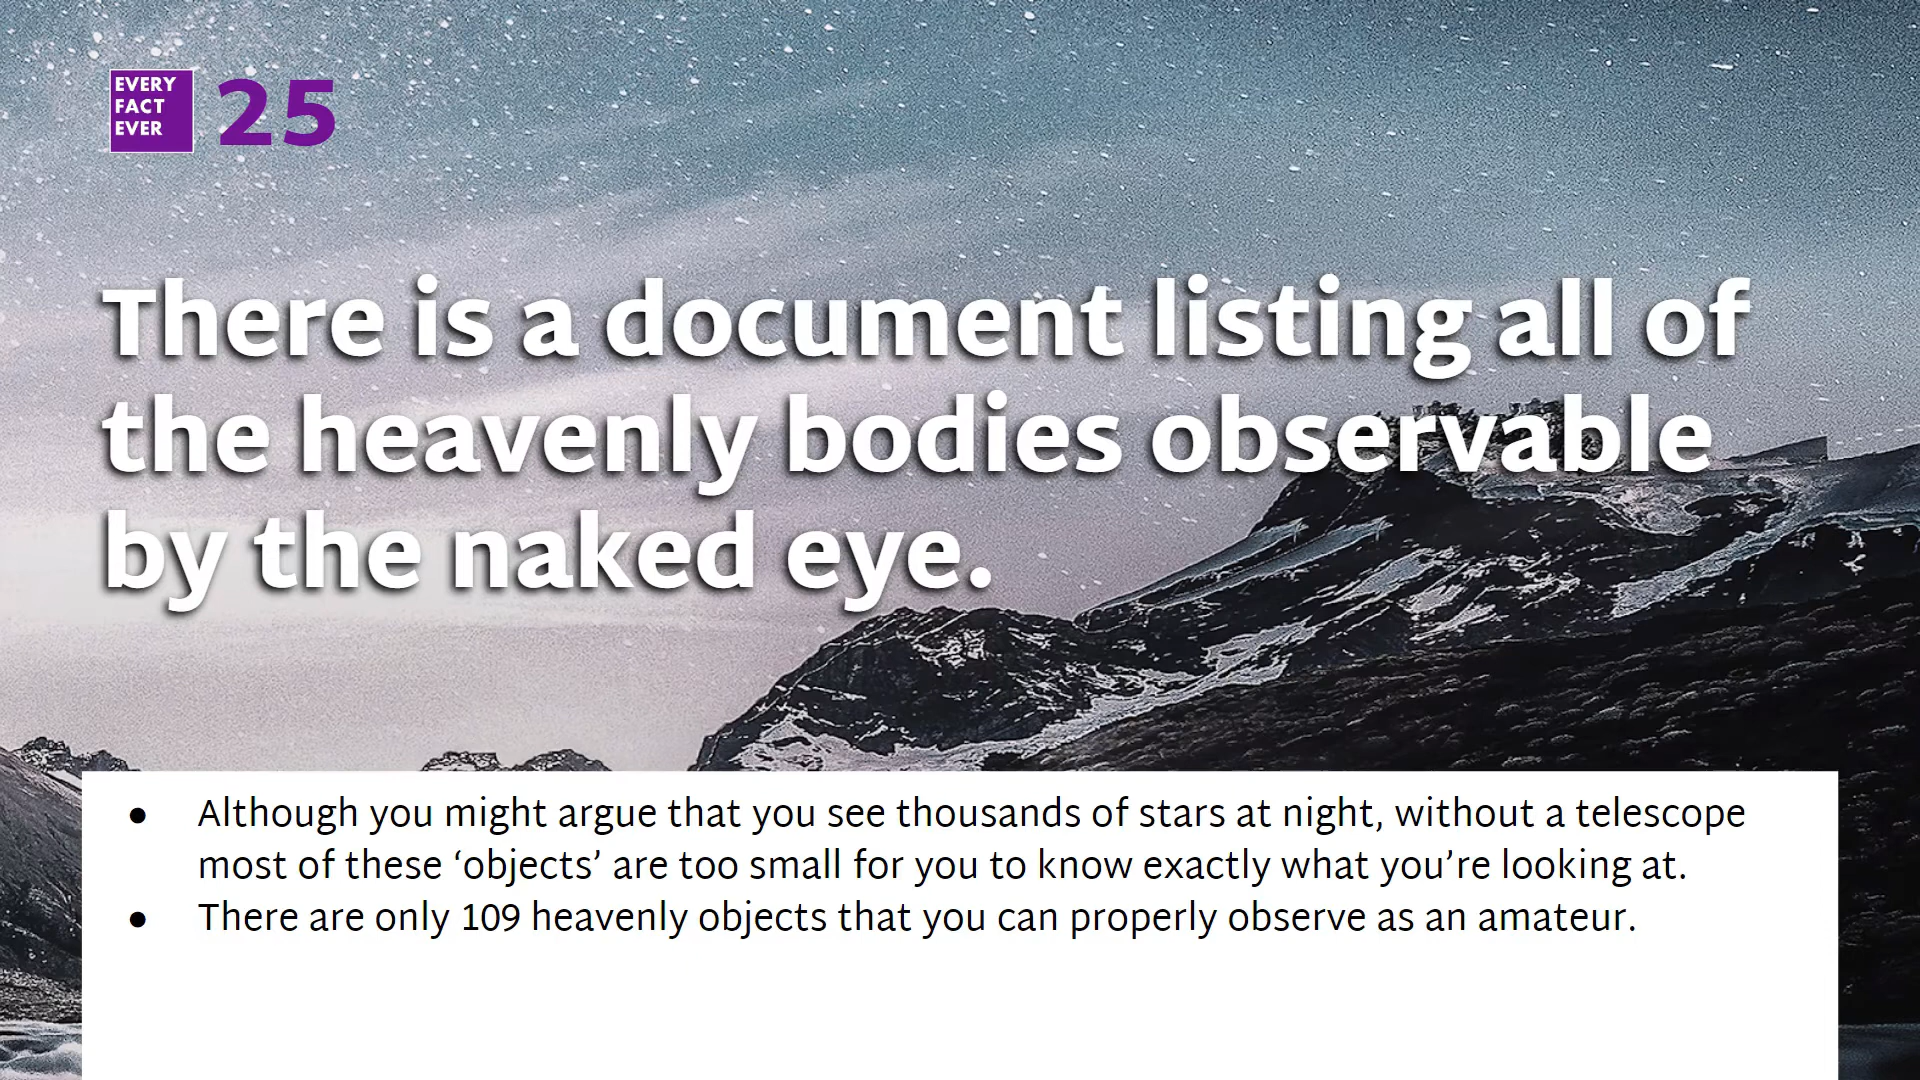 EVERY
FACT
EVER
25
There is a document listing all of
the heavenly bodies observable
by the naked eye.
● Although you might argue that you see thousands of stars at night, without a telescope
most of these ‘objects’ are too small for you to know exactly what you’re looking at.
● There are only 109 heavenly objects that you can properly observe as an amateur.